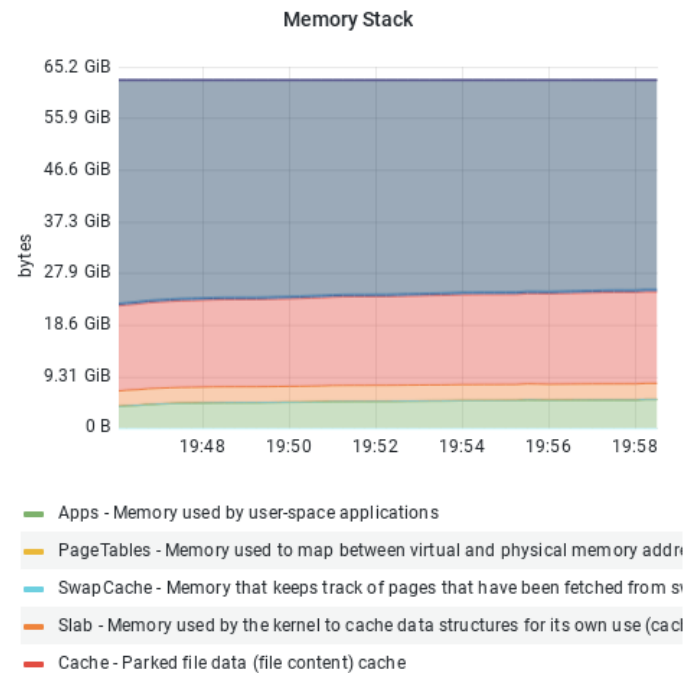 Memory Stack
65.2 GiB
55.9 GiB
46.6 GiB
37.3 GiB
27.9 GiB
18.6 GiB
9.31 GiB
0 B
bytes
19:48 19:50 19:52 19:54 19:56 19:58
Apps - Memory used by user-space applications
PageTables - Memory used to map between virtual and physical memory addre
SwapCache - Memory that keeps track of pages that have been fetched from
Slab - Memory used by the kernel to cache data structures for its own use (cac
Cache - Parked file data (file content) cache